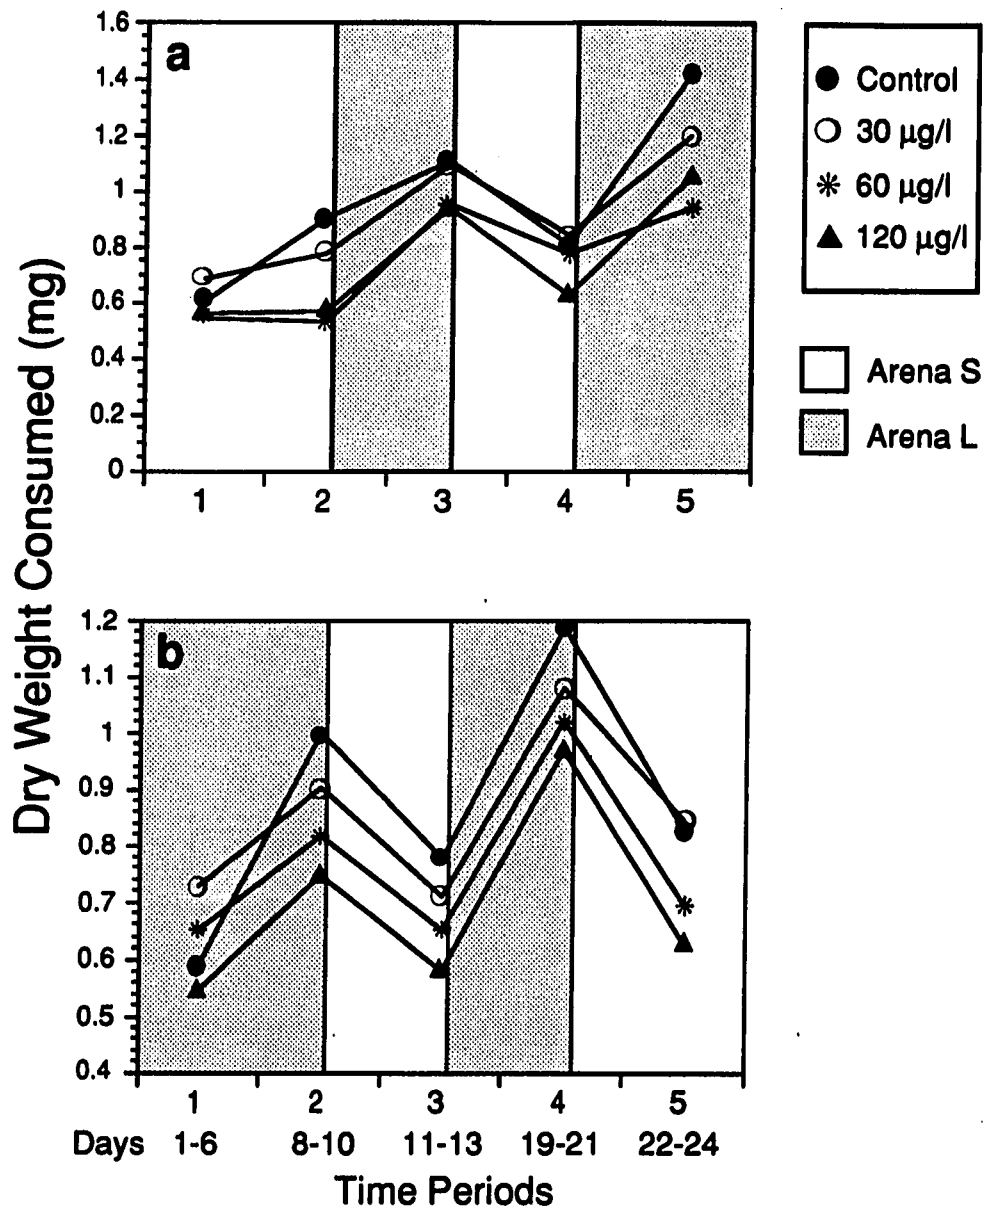 a
1.6
1.4
1.2
1
0.8
0.6
0.4
0.2
0
1 2 3 4 5
Control
30 µg/l
60 µg/l
120 µg/l
Arena S
Arena L
Dry Weight Consumed (mg)
b
1.2
1.1
1
0.9
0.8
0.7
0.6
0.5
0.4
1 2 3 4 5
Days 1-6 8-10 11-13 19-21 22-24
Time Periods